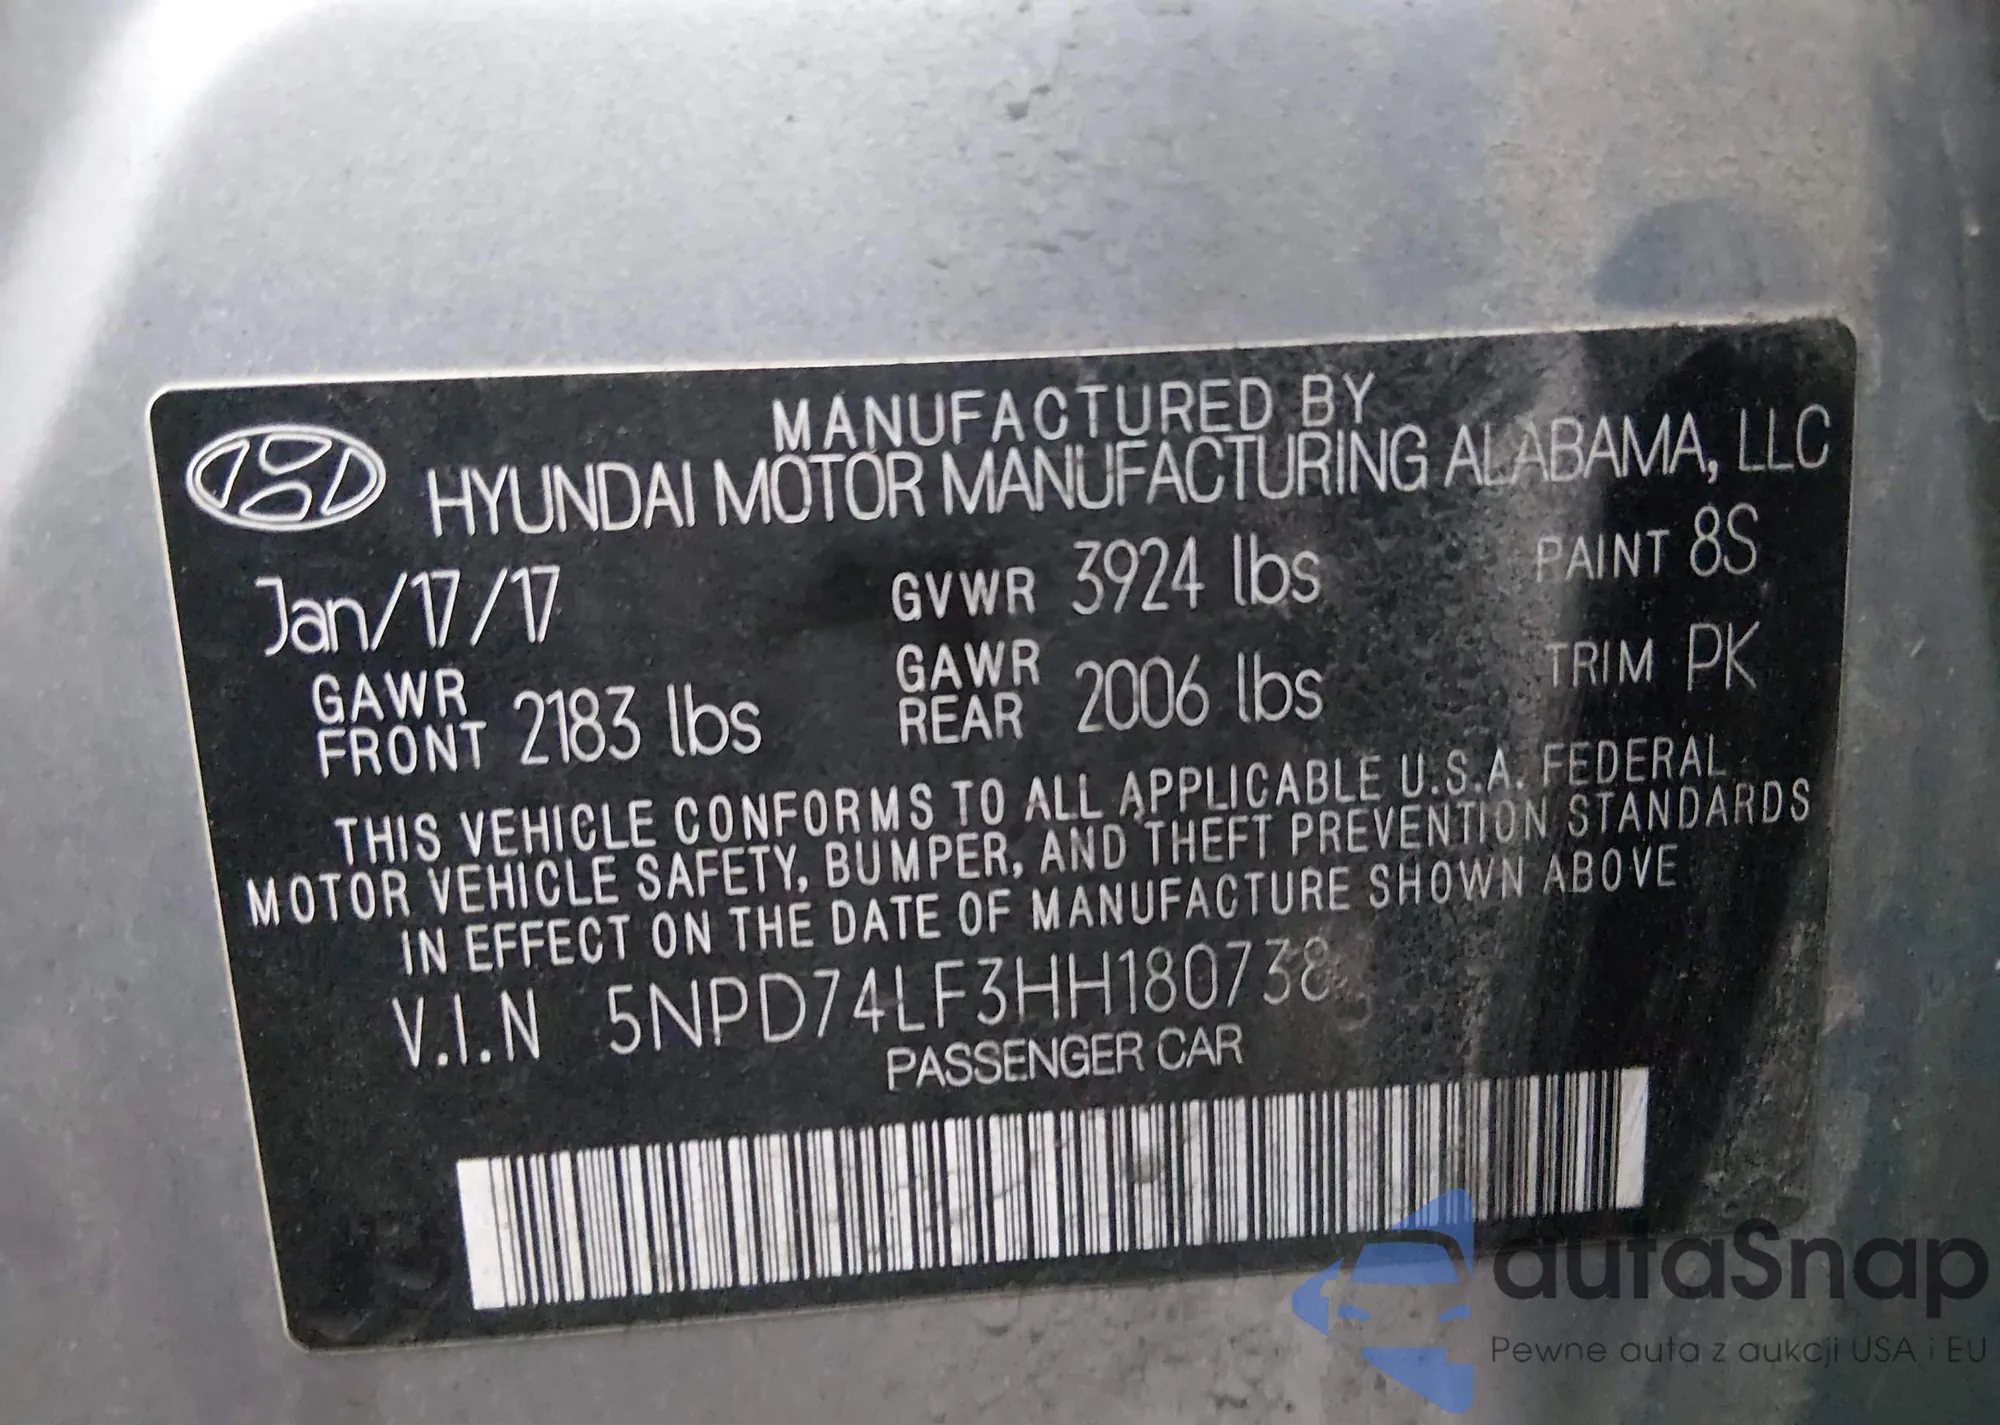 MANUFACTURED BY
HYUNDAI MOTOR MANUFACTURING ALABAMA, LLC
Jan/17/17 GVWR 3924 lbs PAINT 8S
GAWR FRONT 2183 lbs GAWR REAR 2006 lbs TRIM PK
THIS VEHICLE CONFORMS TO ALL APPLICABLE U.S.A. FEDERAL
MOTOR VEHICLE SAFETY, BUMPER, AND THEFT PREVENTION STANDARDS
IN EFFECT ON THE DATE OF MANUFACTURE SHOWN ABOVE
V.I.N 5NPD74LF3HH180738
PASSENGER CAR
autaSnap
Pewne auta z aukcji USA i EU